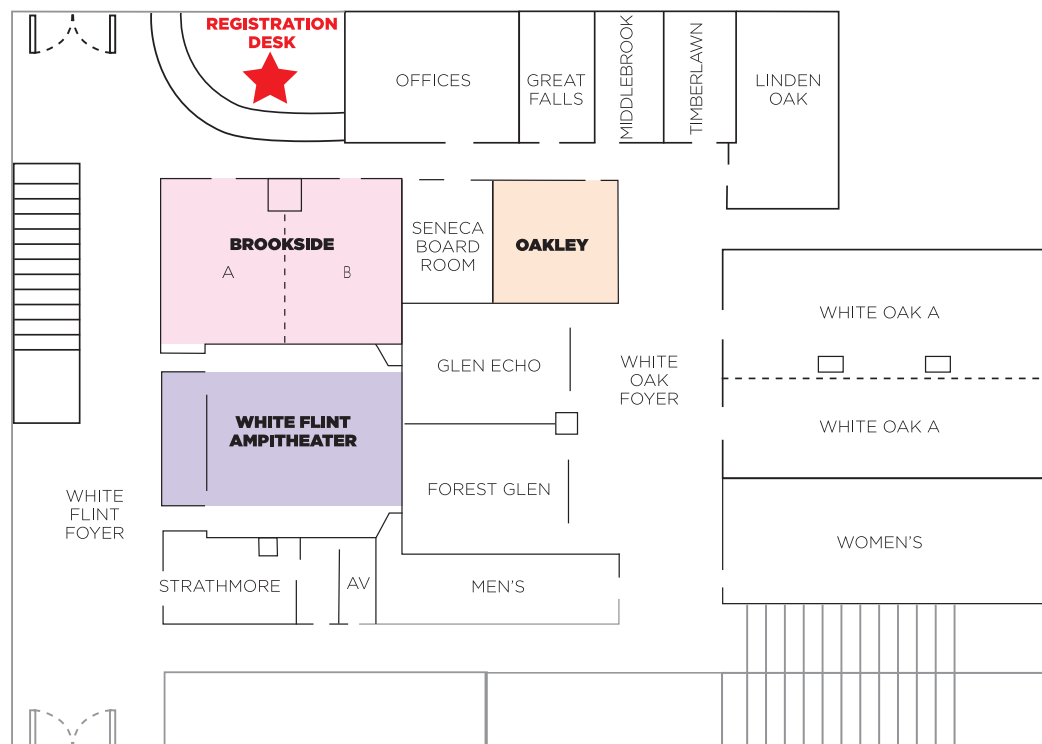 REGISTRATION
DESK
OFFICES
GREAT
FALLS
MIDDLEBROOK
TIMBERLAWN
LINDEN
OAK
BROOKSIDE
A
B
SENECA
BOARD
ROOM
OAKLEY
WHITE OAK A
GLEN ECHO
WHITE
OAK
FOYER
WHITE FLINT
AMPITHEATER
WHITE OAK A
FOREST GLEN
WHITE
FLINT
FOYER
WOMEN'S
STRATHMORE
AV
MEN'S